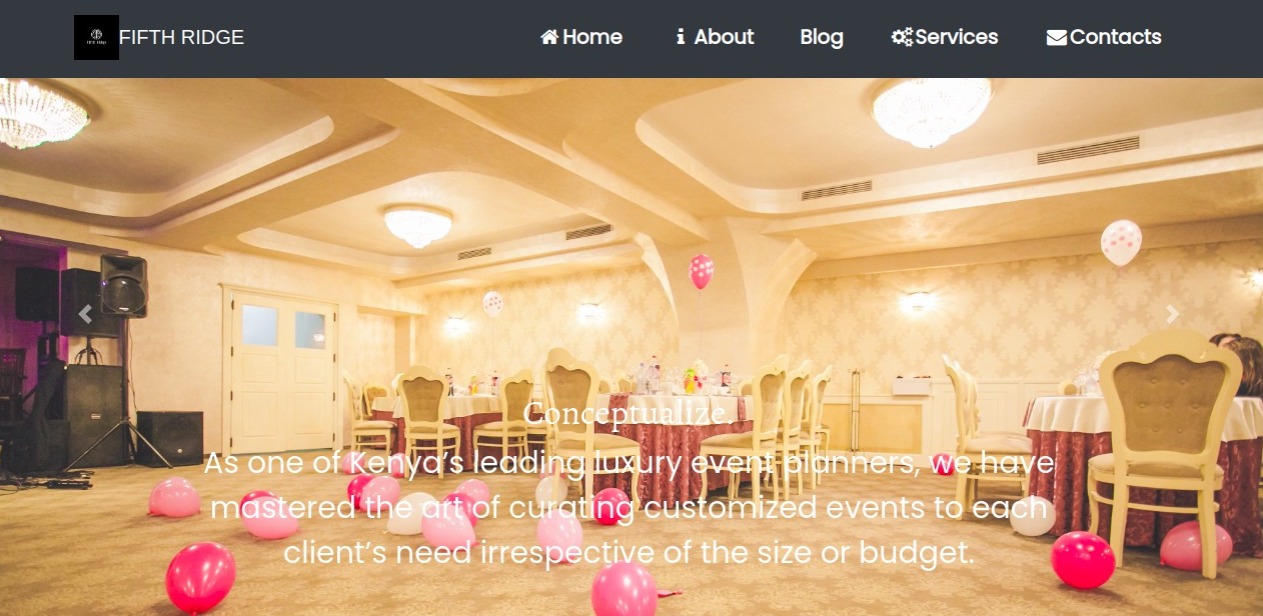 FIFTH RIDGE
Home
About
Blog
Services
Contacts
Conceptualize.
As one of Kenya's leading luxury event planners, we have
mastered the art of curating customized events to each
client's need irrespective of the size or budget.